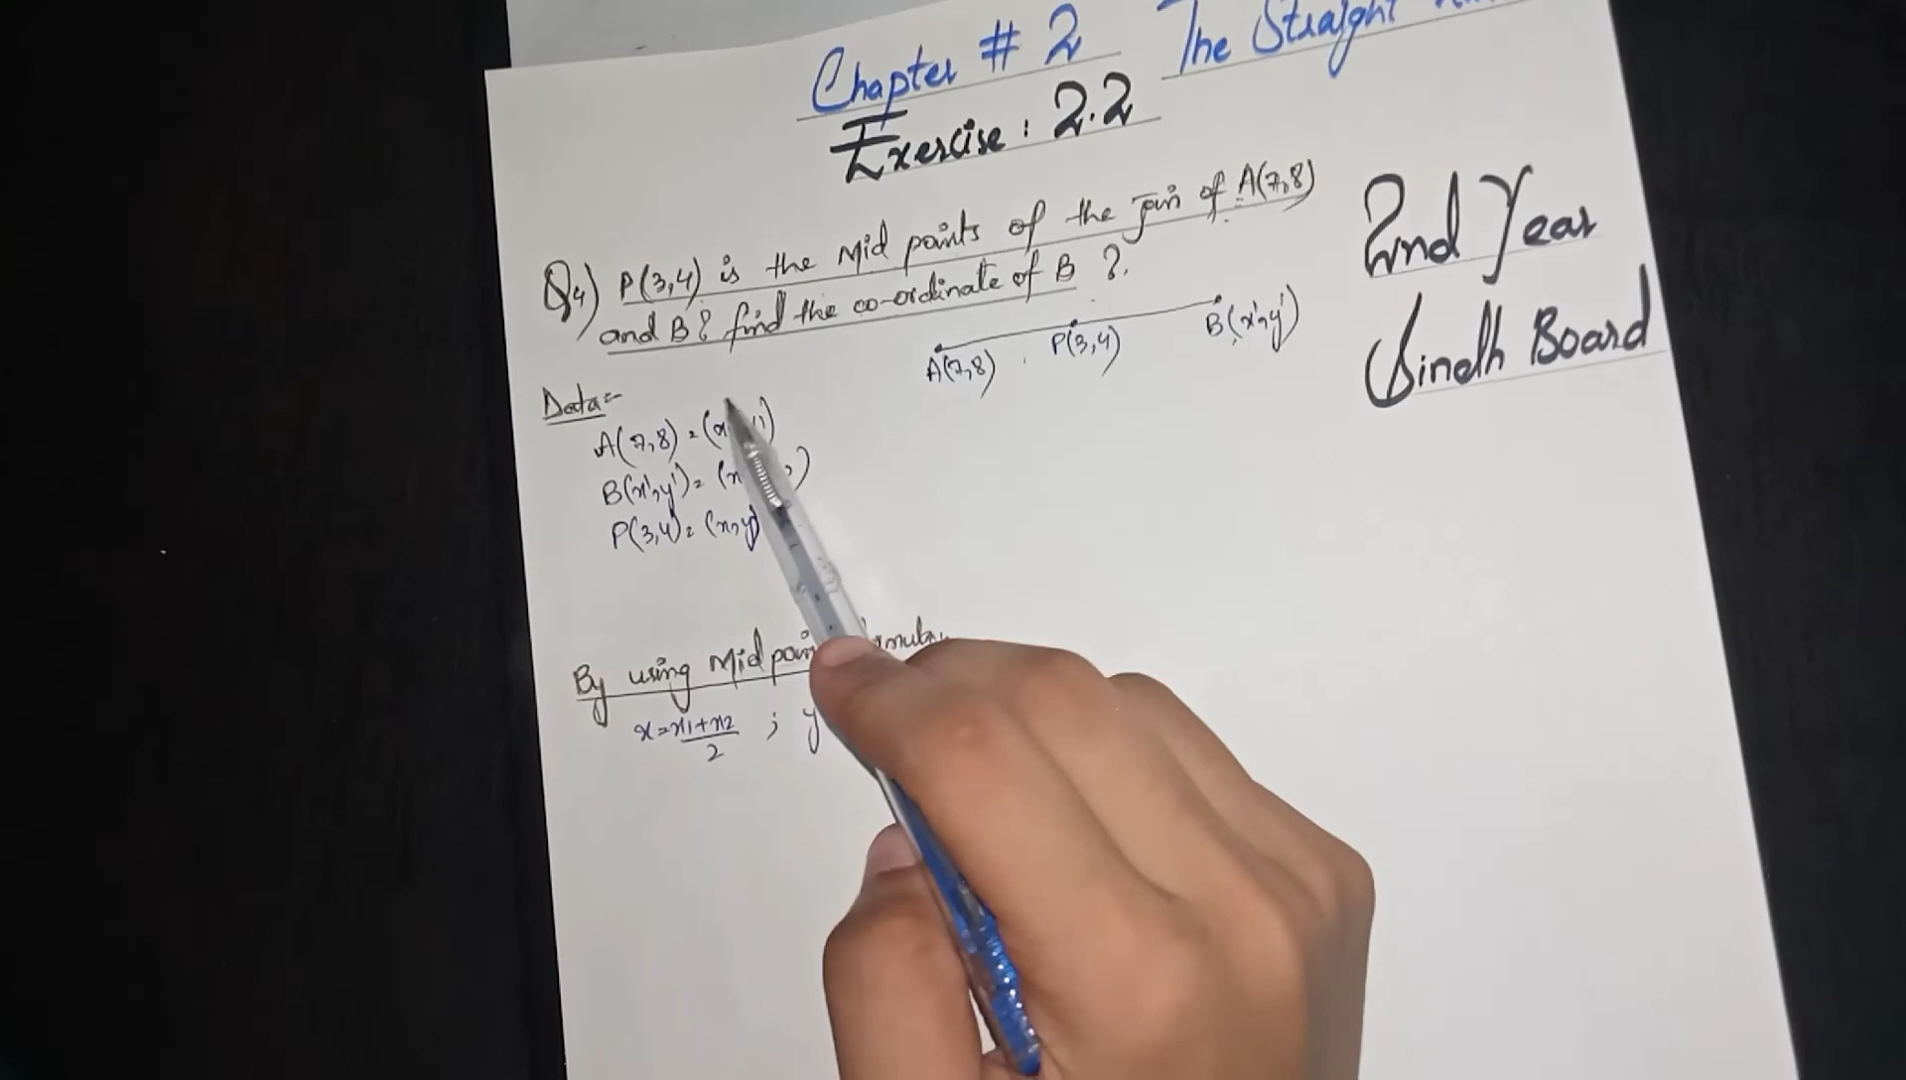 Chapter # 2 The Straight
Exercise : 2.2
Q4) P(3,4) is the Mid points of the join of A(7,8)
and B? find the co-ordinate of B ?.
A(7,8) P(3,4) B(x',y')
2nd Year
Sindh Board
Data:-
A(7,8) =
B(x',y') =
P(3,4) = (x,y)
By using Midpoint
x = x1+x2/2 ; y